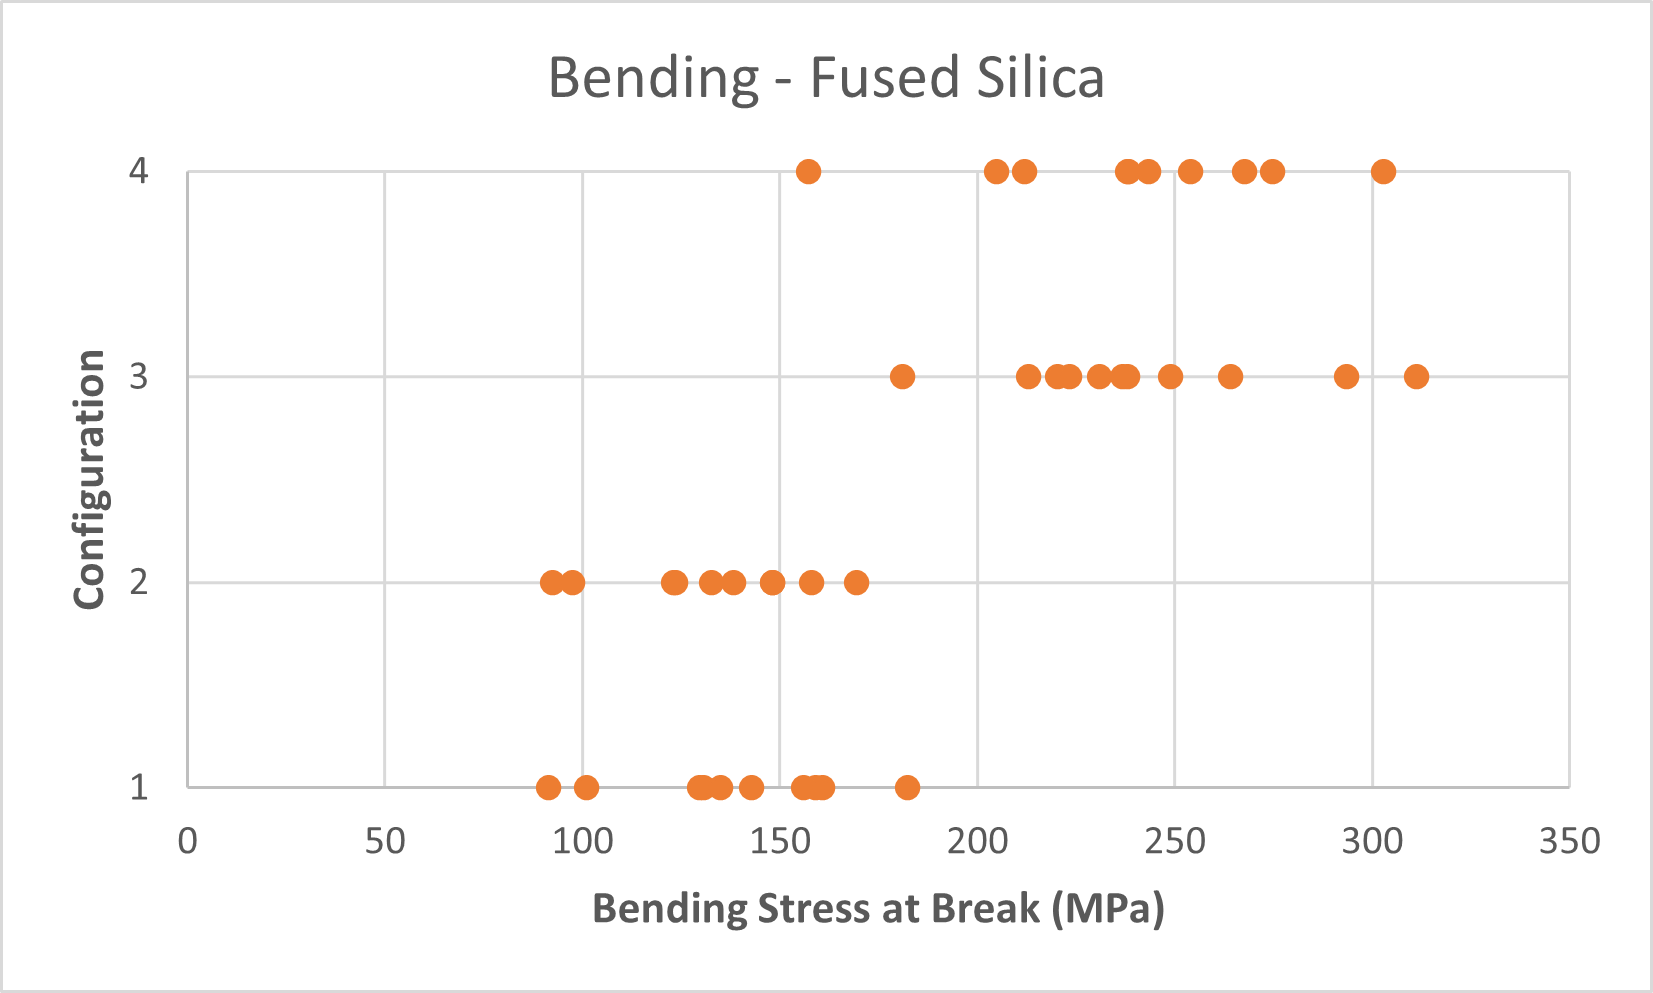 Bending - Fused Silica
4
3
2
1
Configuration
0 50 100 150 200 250 300 350
Bending Stress at Break (MPa)